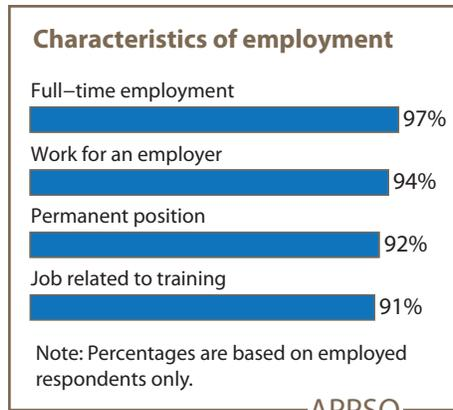 Characteristics of employment
Full−time employment
97%
Work for an employer
94%
Permanent position
92%
Job related to training
91%
Note: Percentages are based on employed
respondents only.